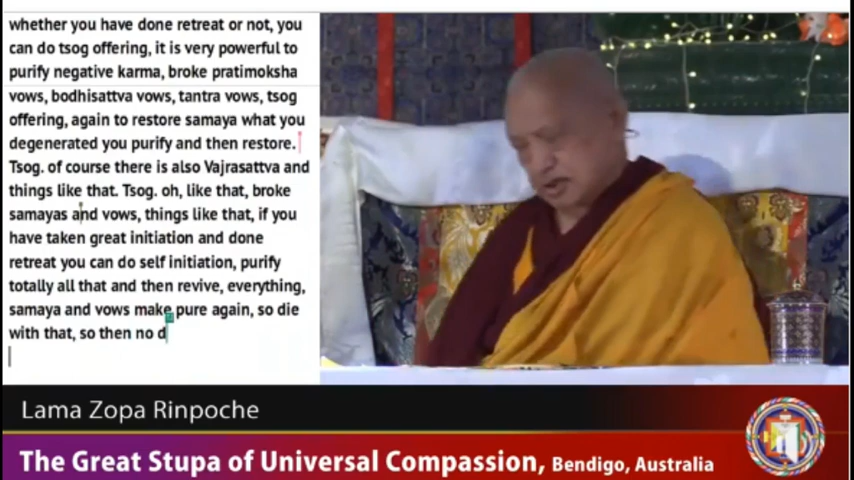 whether you have done retreat or not, you
can do tsog offering, it is very powerful to
purify negative karma, broke pratimoksha
vows, bodhisattva vows, tantra vows, tsog
offering, again to restore samaya what you
degenerated you purify and then restore.
Tsog. of course there is also Vajrasattva and
things like that. Tsog. oh, like that, broke
samayas and vows, things like that, if you
have taken great initiation and done
retreat you can do self initiation, purify
totally all that and then revive, everything,
samaya and vows make pure again, so die
with that, so then no d
Lama Zopa Rinpoche
The Great Stupa of Universal Compassion, Bendigo, Australia